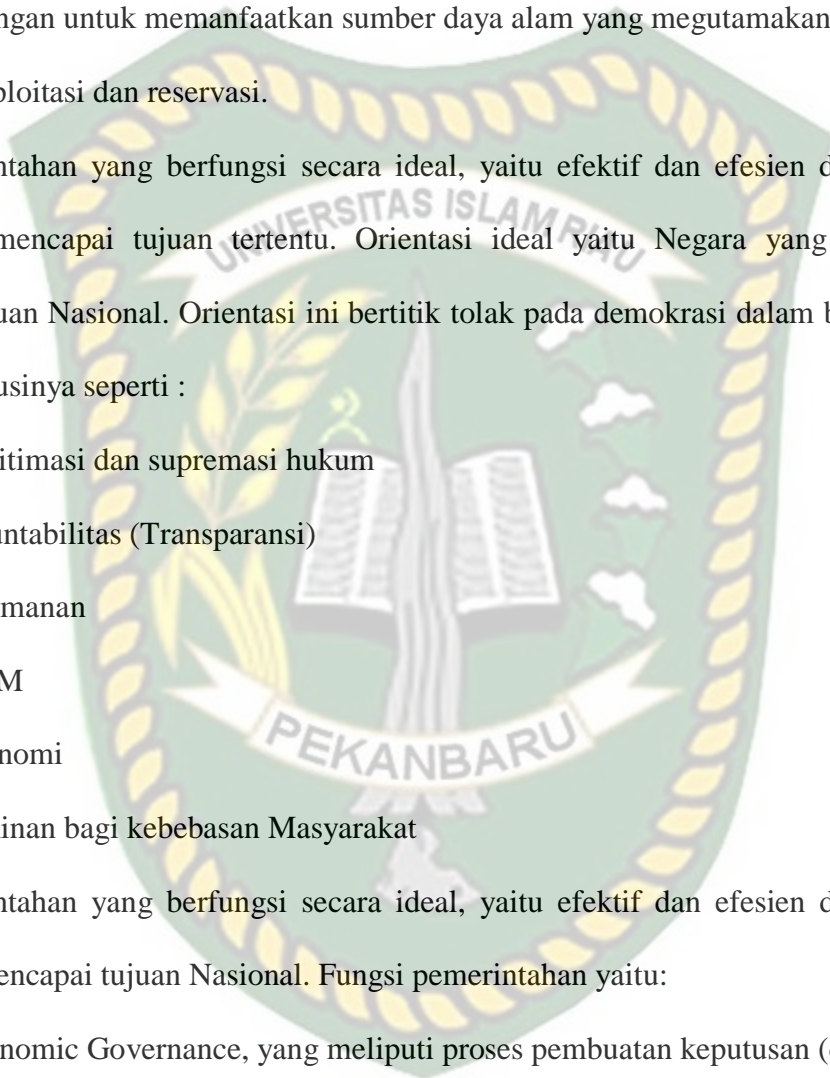 ngan untuk memanfaatkan sumber daya alam yang megutamakan
ploitasi dan reservasi.
ntahan yang berfungsi secara ideal, yaitu efektif dan efesien d
mencapai tujuan tertentu. Orientasi ideal yaitu Negara yang
uan Nasional. Orientasi ini bertitik tolak pada demokrasi dalam b
usinya seperti :
itimasi dan supremasi hukum
untabilitas (Transparansi)
manan
M
nomi
inan bagi kebebasan Masyarakat
ntahan yang berfungsi secara ideal, yaitu efektif dan efesien d
encapai tujuan Nasional. Fungsi pemerintahan yaitu:
nomic Governance, yang meliputi proses pembuatan keputusan (
UNIVERSITAS ISLAM RIAU
PEKANBARU